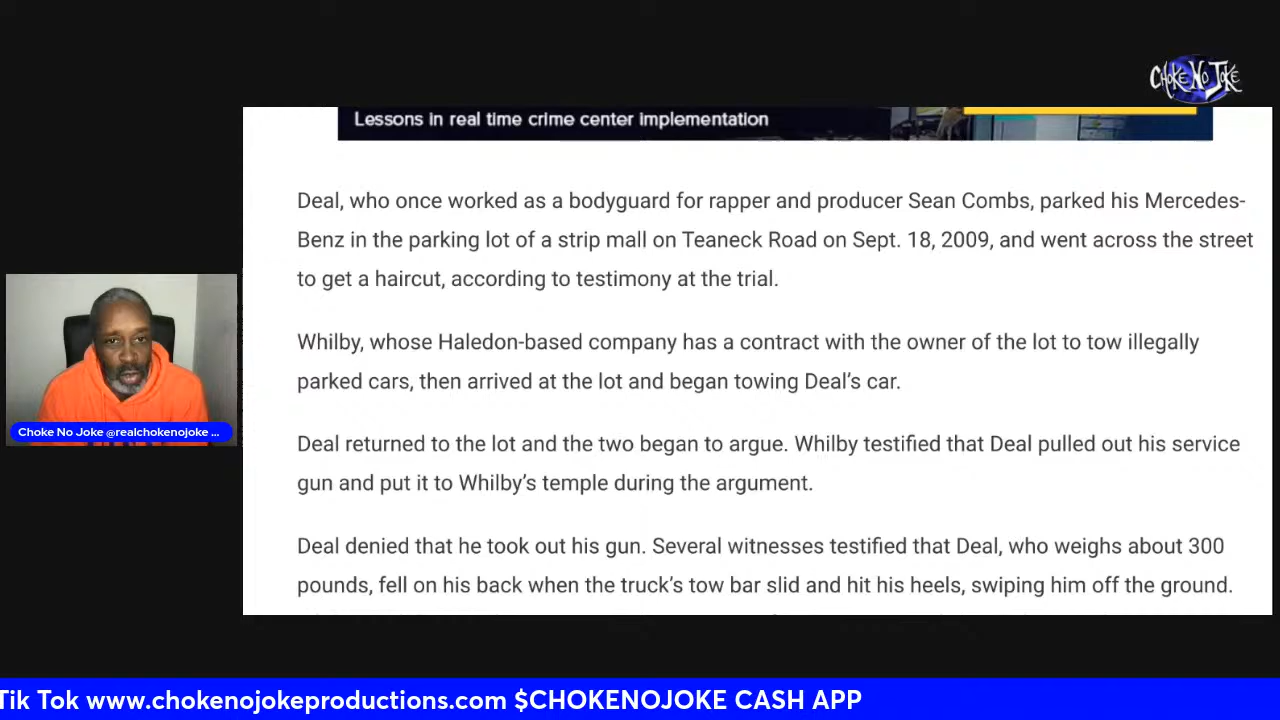 CHOKE NO JOKE
Lessons in real time crime center implementation
Deal, who once worked as a bodyguard for rapper and producer Sean Combs, parked his Mercedes-
Benz in the parking lot of a strip mall on Teaneck Road on Sept. 18, 2009, and went across the street
to get a haircut, according to testimony at the trial.
Whilby, whose Haledon-based company has a contract with the owner of the lot to tow illegally
parked cars, then arrived at the lot and began towing Deal’s car.
Deal returned to the lot and the two began to argue. Whilby testified that Deal pulled out his service
gun and put it to Whilby’s temple during the argument.
Deal denied that he took out his gun. Several witnesses testified that Deal, who weighs about 300
pounds, fell on his back when the truck’s tow bar slid and hit his heels, swiping him off the ground.
Choke No Joke @realchokenojoke ...
Tik Tok www.chokenojokeproductions.com $CHOKENOJOKE CASH APP